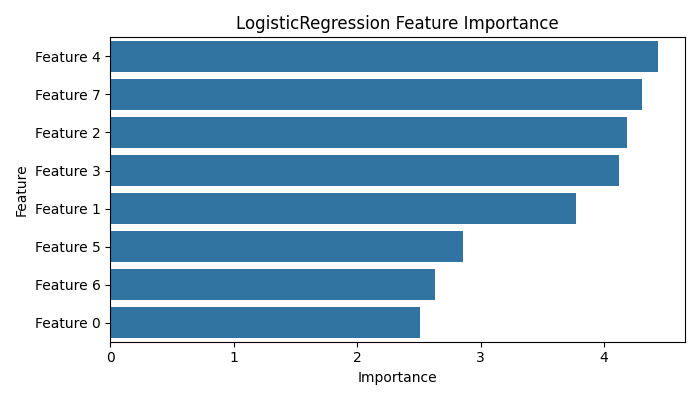 LogisticRegression Feature Importance
Feature 4
Feature 7
Feature 2
Feature 3
Feature 1
Feature 5
Feature 6
Feature 0
Feature
0 1 2 3 4
Importance